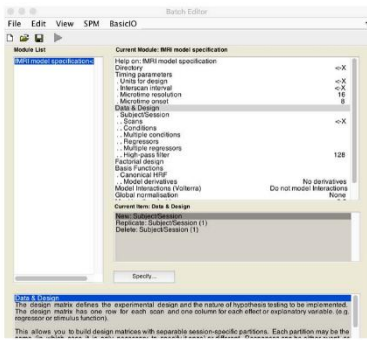 Batch Editor
File Edit View SPM BasicIO
Module List
fMRI model specification<
Current Module: fMRI model specification
Help on: fMRI model specification
Directory <-X
Timing parameters
. Units for design <-X
. Interscan interval <-X
. Microtime resolution 16
. Microtime onset 8
Data & Design
. Subject/Session
. . Scans <-X
. . Conditions
. . Multiple conditions
. . Regressors
. . Multiple regressors
. . High-pass filter 128
Factorial design
Basis Functions
. Canonical HRF
. . Model derivatives No derivatives
Model Interactions (Volterra) Do not model Interactions
Global normalisation None
Current Item: Data & Design
New: Subject/Session
Replicate: Subject/Session (1)
Delete: Subject/Session (1)
Specify...
Data & Design
The design matrix defines the experimental design and the nature of hypothesis testing to be implemented.
The design matrix has one row for each scan and one column for each effect or explanatory variable. (e.g.
regressor or stimulus function).
This allows you to build design matrices with separable session-specific partitions. Each partition may be the